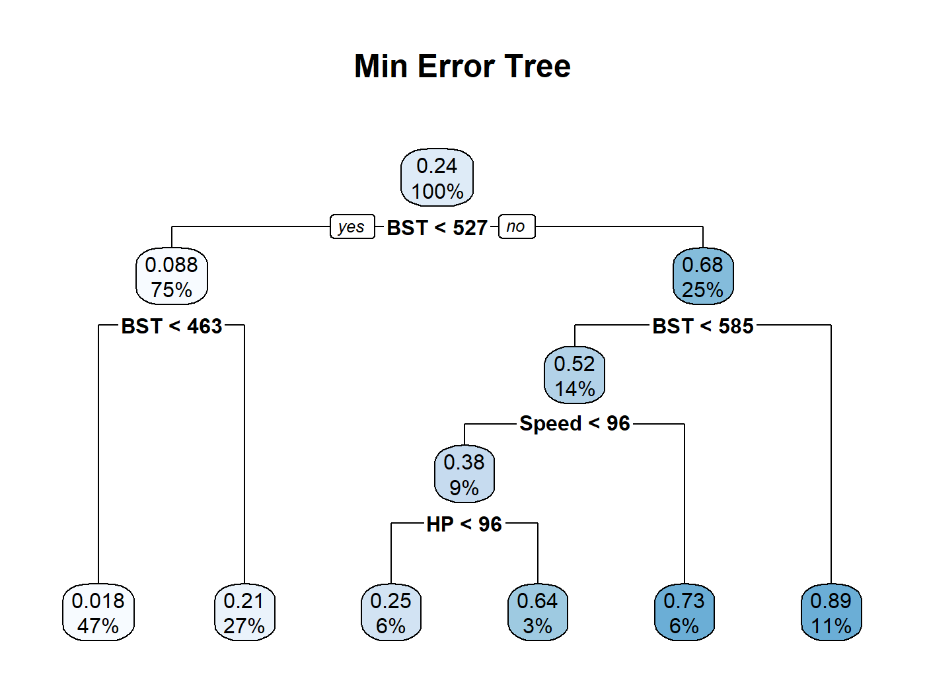 Min Error Tree
0.24
100%
yes
BST < 527
no
0.088
75%
0.68
25%
BST < 463
BST < 585
0.52
14%
Speed < 96
0.38
9%
HP < 96
0.018
47%
0.21
27%
0.25
6%
0.64
3%
0.73
6%
0.89
11%